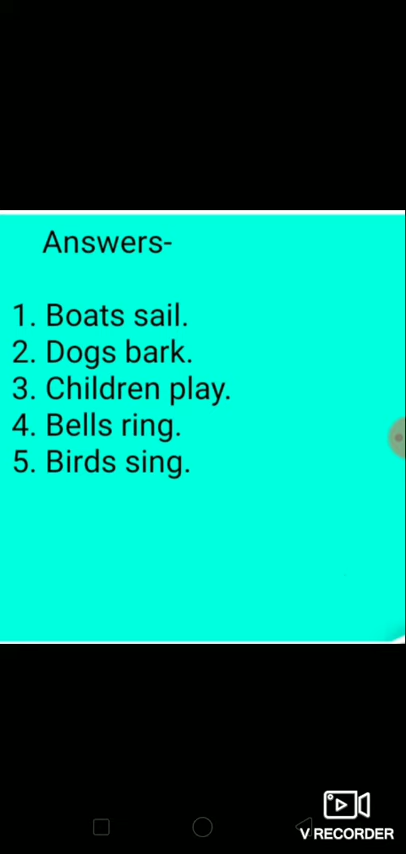 Answers-
1. Boats sail.
2. Dogs bark.
3. Children play.
4. Bells ring.
5. Birds sing.
V RECORDER